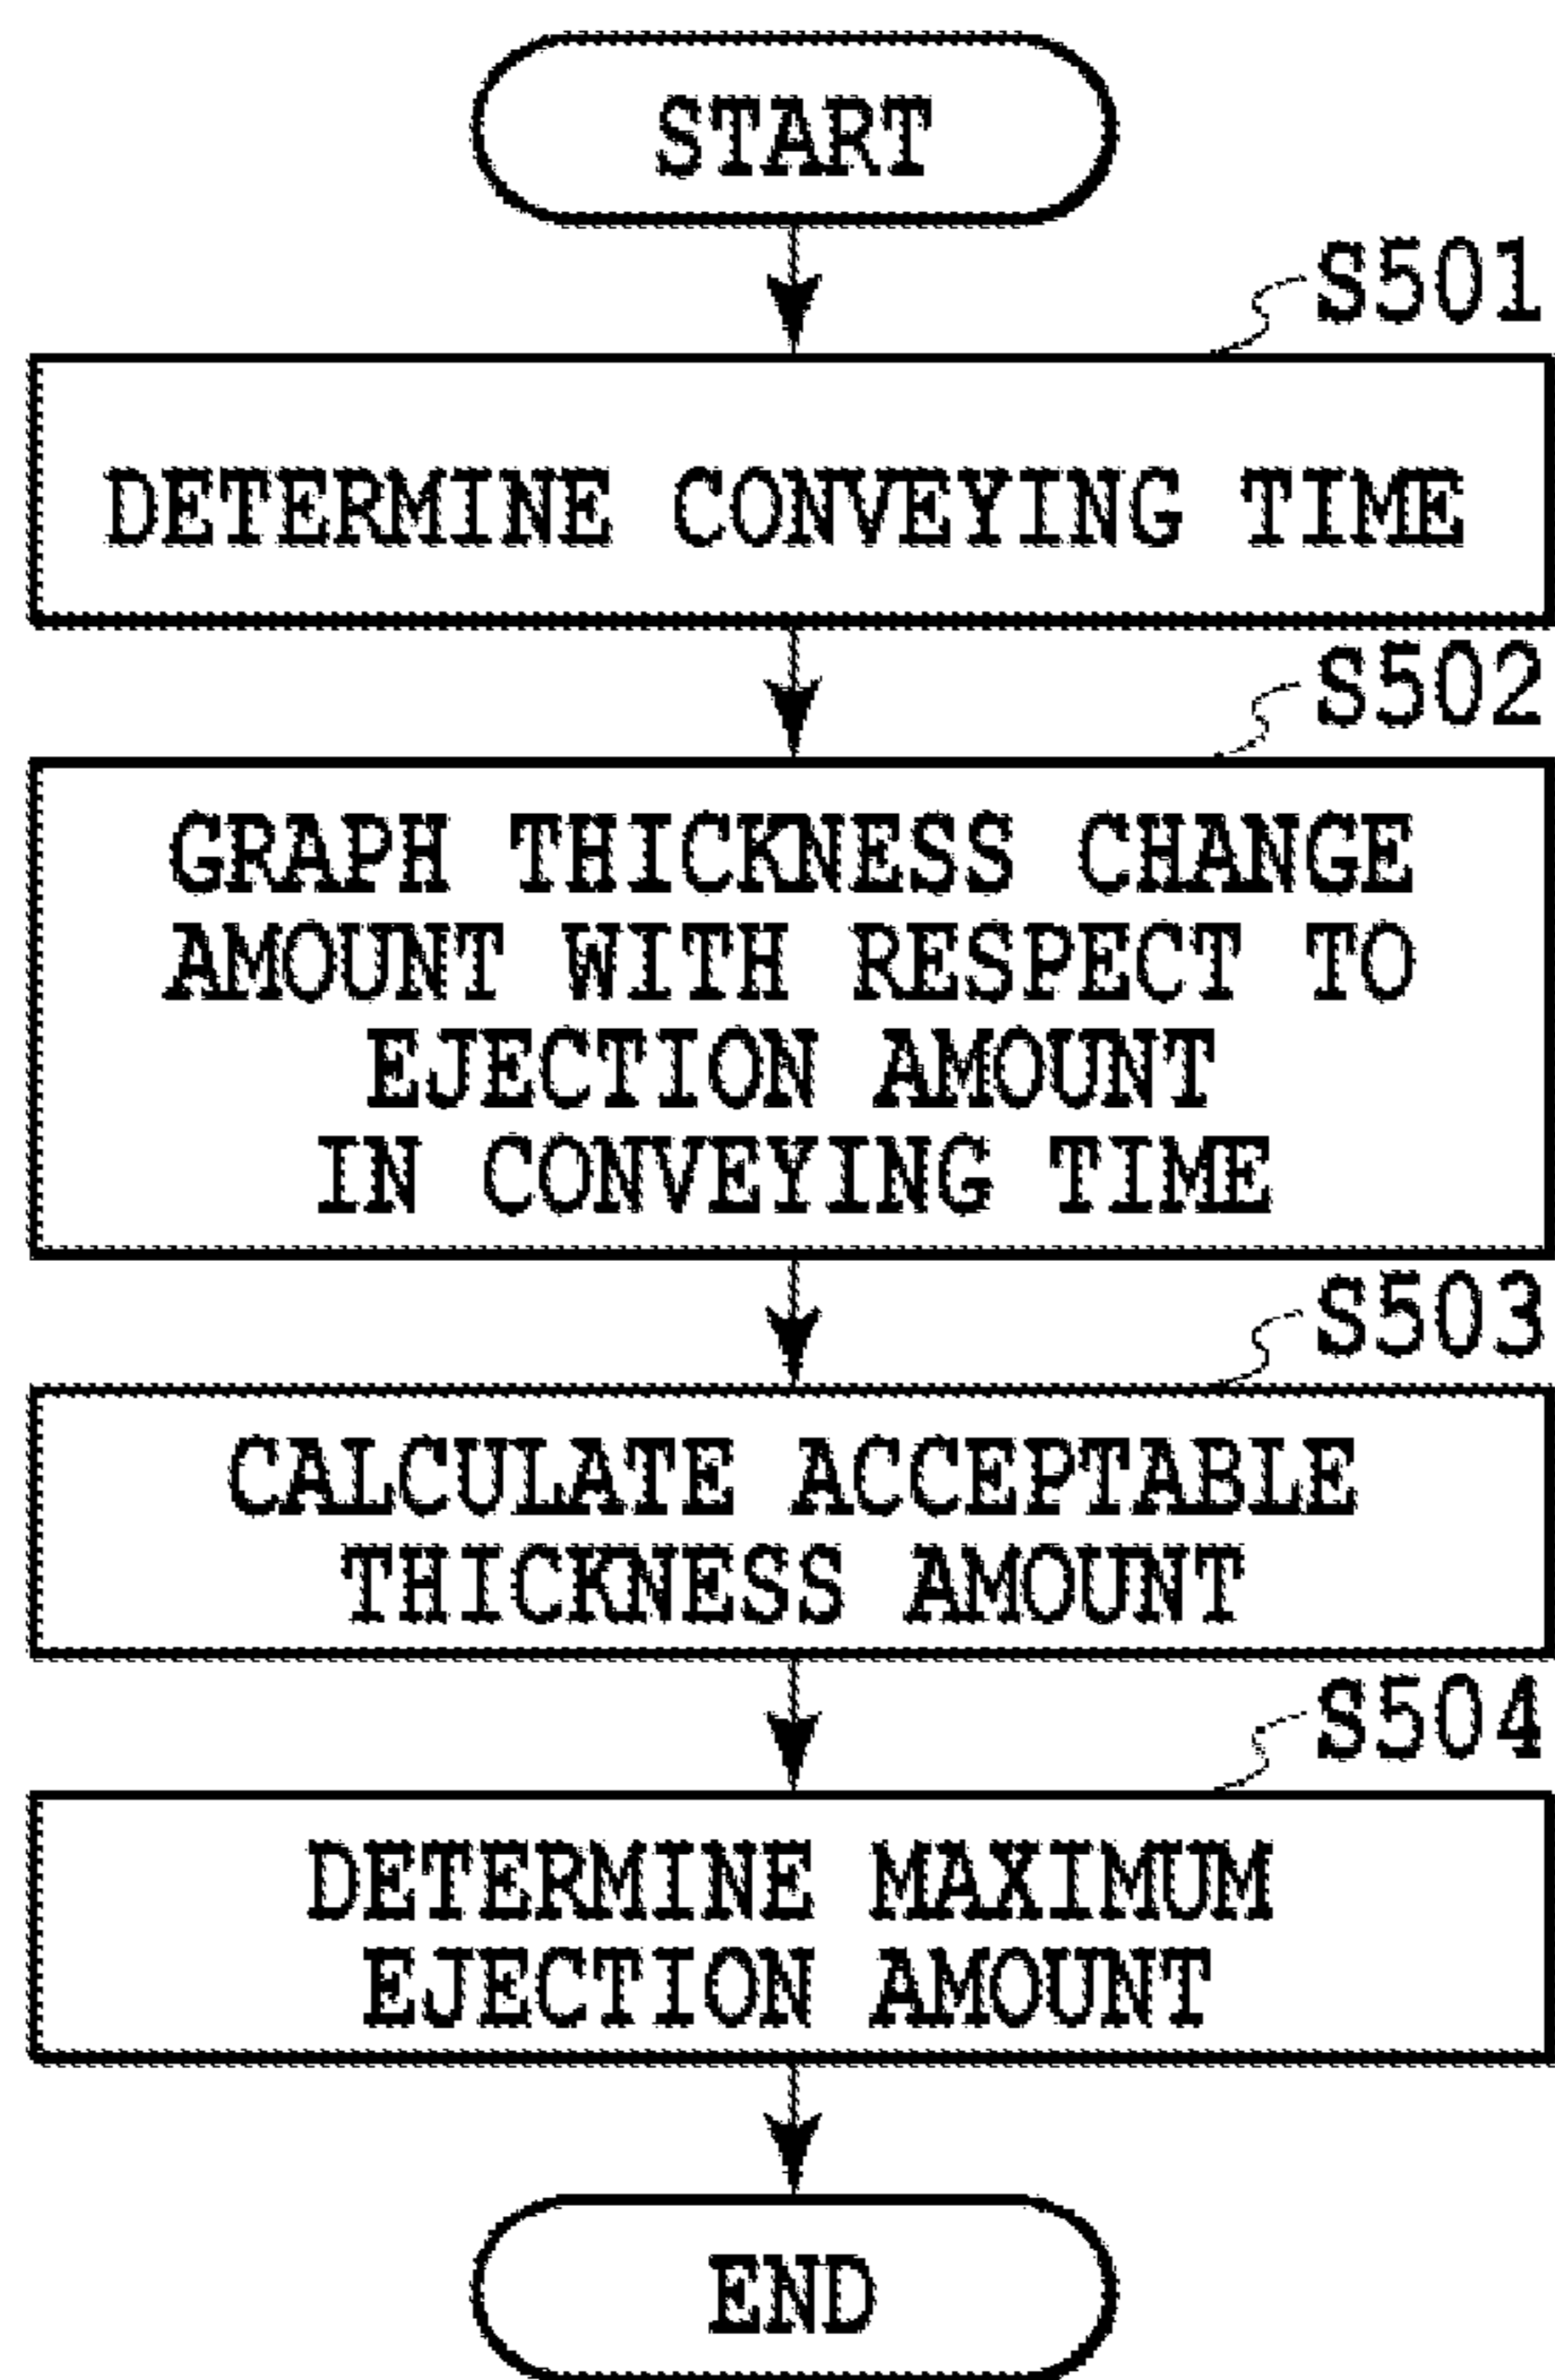 START
S501
DETERMINE CONVEYING TIME
S502
GRAPH THICKNESS CHANGE
AMOUNT WITH RESPECT TO
EJECTION AMOUNT
IN CONVEYING TIME
S503
CALCULATE ACCEPTABLE
THICKNESS AMOUNT
S504
DETERMINE MAXIMUM
EJECTION AMOUNT
END